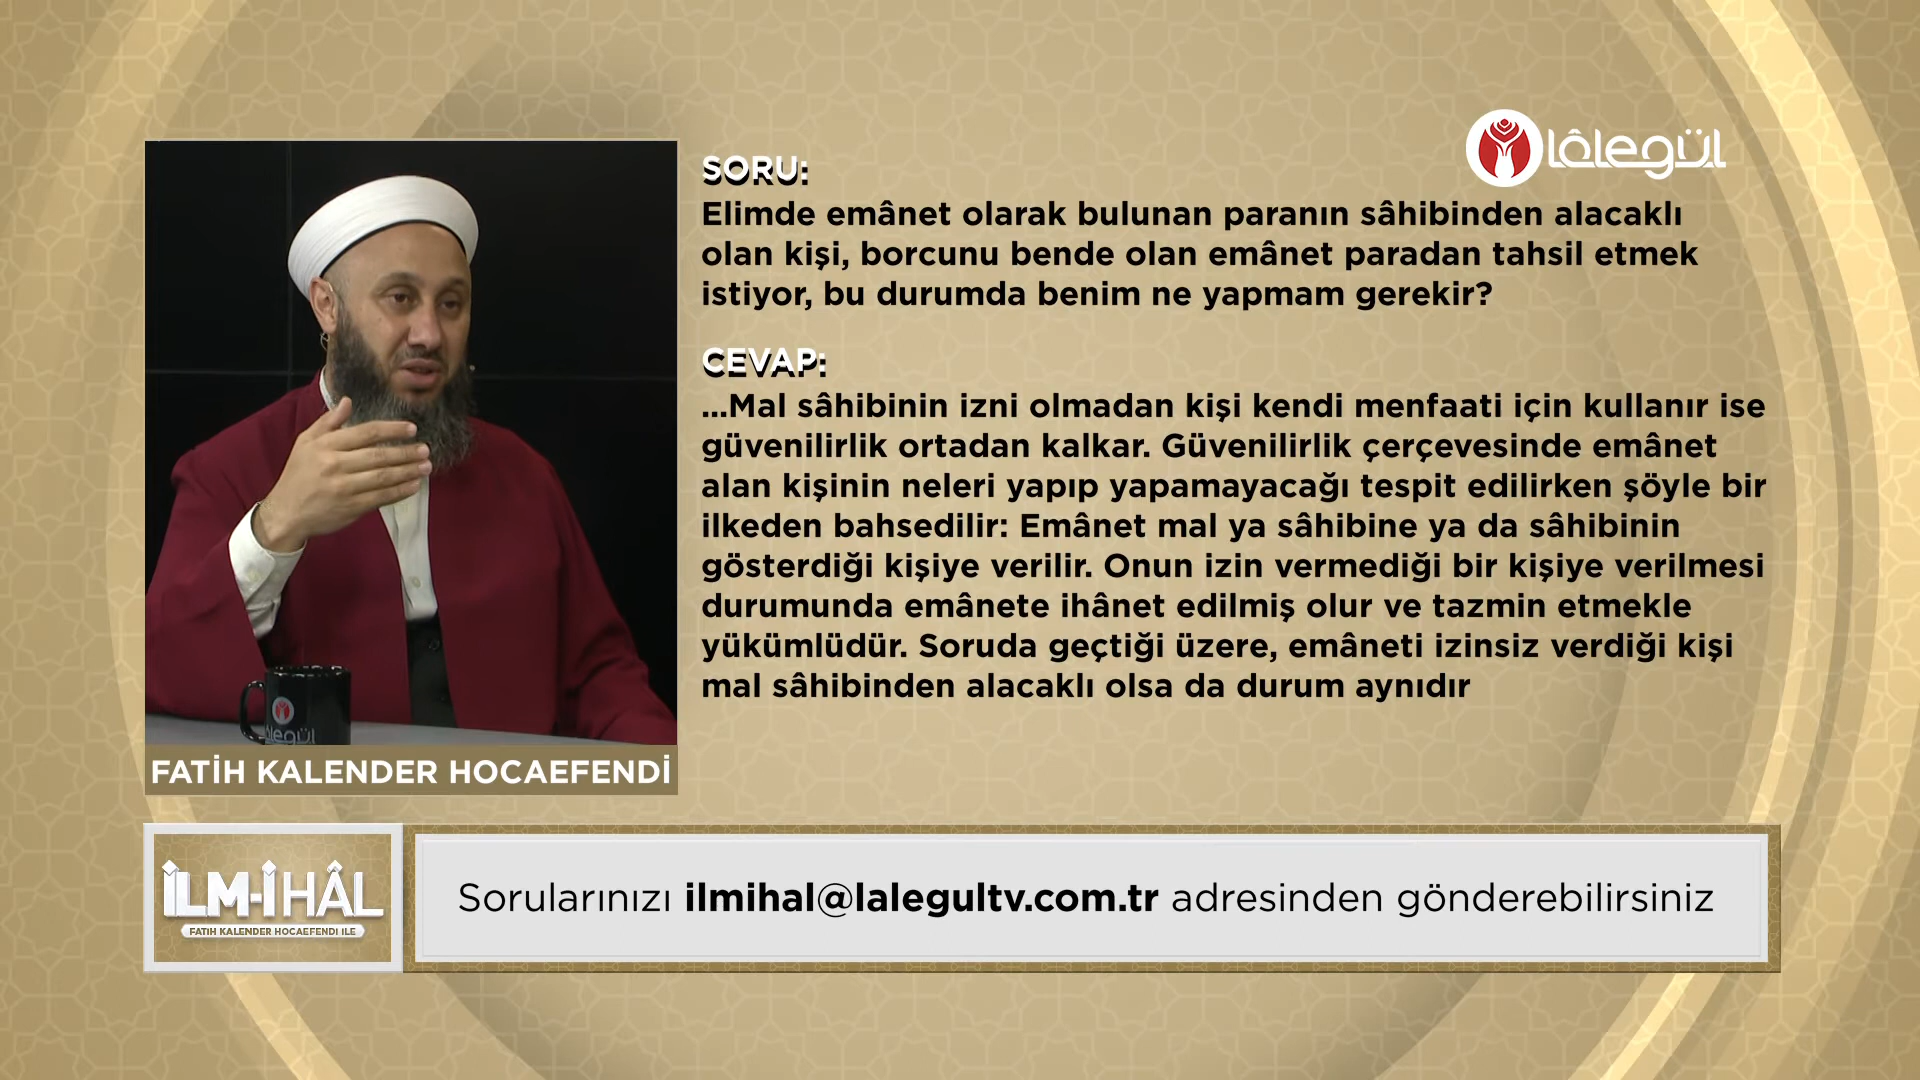 lâlegül
SORU:
Elimde emânet olarak bulunan paranın sâhibinden alacaklı
olan kişi, borcunu bende olan emânet paradan tahsil etmek
istiyor, bu durumda benim ne yapmam gerekir?
CEVAP:
...Mal sâhibinin izni olmadan kişi kendi menfaati için kullanır ise
güvenilirlik ortadan kalkar. Güvenilirlik çerçevesinde emânet
alan kişinin neleri yapıp yapamayacağı tespit edilirken şöyle bir
ilkeden bahsedilir: Emânet mal ya sâhibine ya da sâhibinin
gösterdiği kişiye verilir. Onun izin vermediği bir kişiye verilmesi
durumunda emânete ihânet edilmiş olur ve tazmin etmekle
yükümlüdür. Soruda geçtiği üzere, emâneti izinsiz verdiği kişi
mal sâhibinden alacaklı olsa da durum aynıdır
lâlegül
FATİH KALENDER HOCAEFENDİ
İLM-İ HÂL
FATİH KALENDER HOCAEFENDİ İLE
Sorularınızı ilmihal@lalegultv.com.tr adresinden gönderebilirsiniz